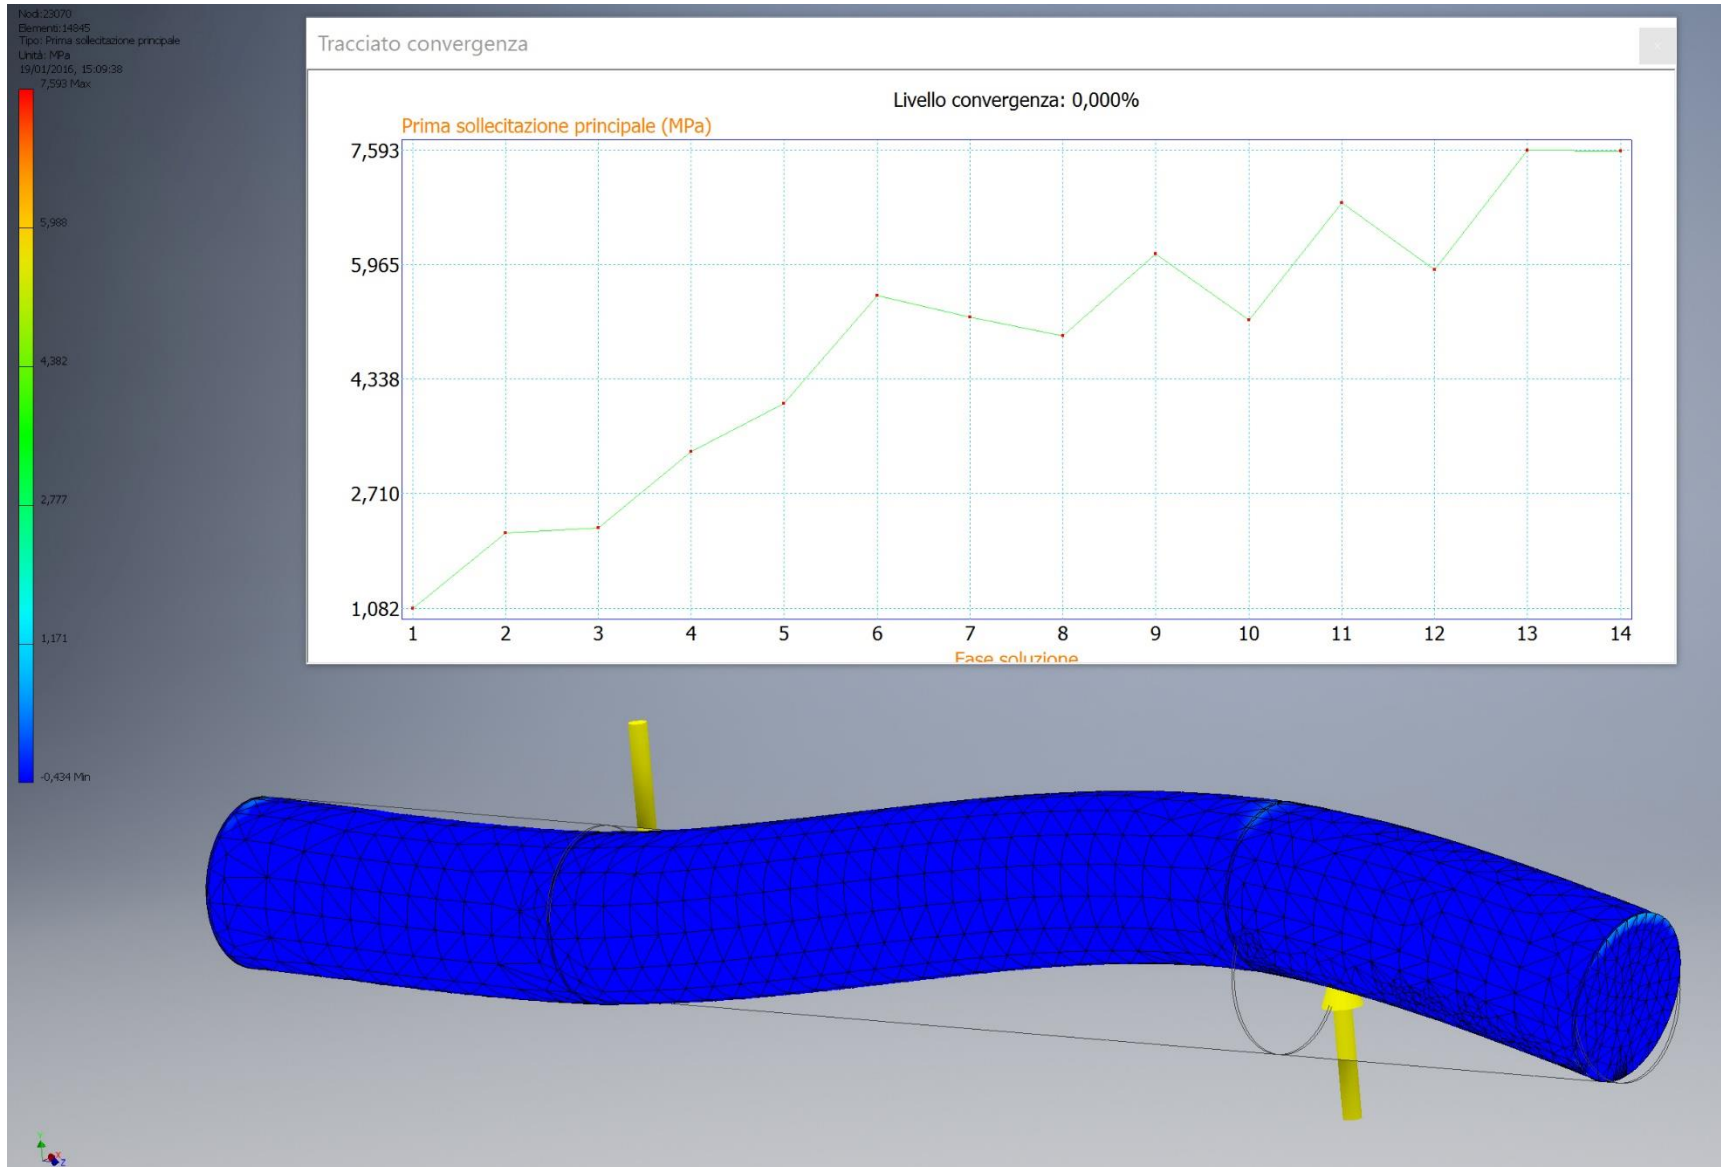 Nodi:23070
Elementi:14845
Tipo: Prima sollecitazione principale
Unità: MPa
19/01/2016, 15:09:38
7,593 Max
5,988
4,382
2,777
1,171
-0,434 Min
Tracciato convergenza
Livello convergenza: 0,000%
Prima sollecitazione principale (MPa)
7,593
5,965
4,338
2,710
1,082
1 2 3 4 5 6 7 8 9 10 11 12 13 14
Fase soluzione
Y
X
Z